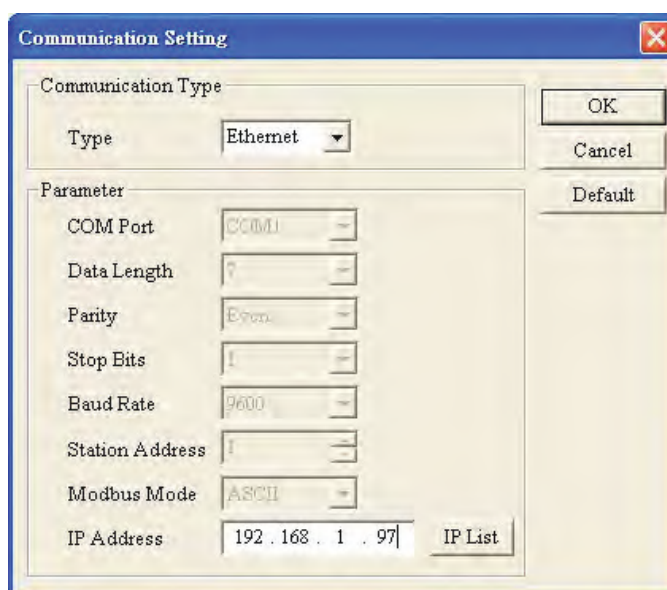 Communication Setting
Communication Type
Type Ethernet
OK
Cancel
Default
Parameter
COM Port COM1
Data Length 7
Parity Even
Stop Bits 1
Baud Rate 9600
Station Address 1
Modbus Mode ASCII
IP Address 192 . 168 . 1 . 97 IP List